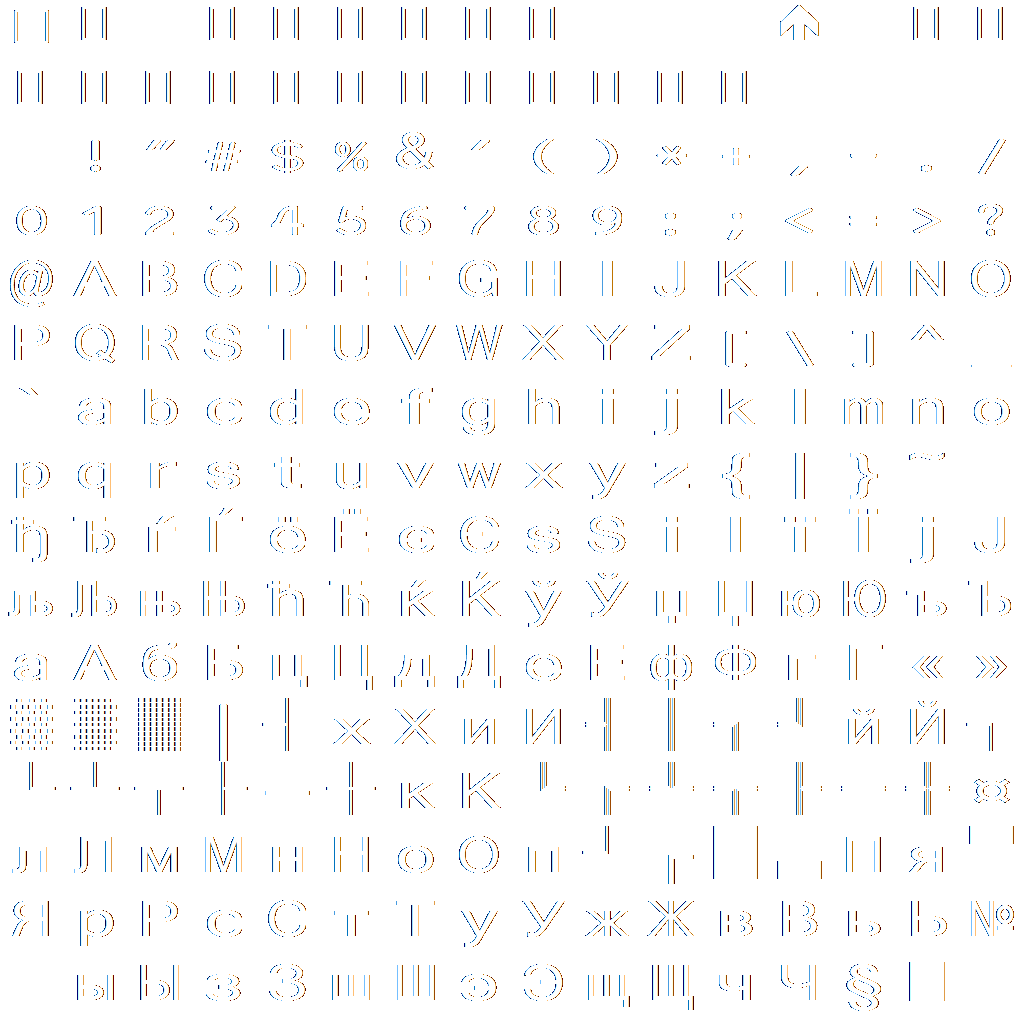 ! " # $ % & ' ( ) * + , - . /
0 1 2 3 4 5 6 7 8 9 : ; < = > ?
@ A B C D E F G H I J K L M N O
P Q R S T U V W X Y Z [ \ ] ^ _
` a b c d e f g h i j k l m n o
p q r s t u v w x y z { | } ~
ђ Ђ ѓ Ѓ ё Ё є Є ѕ Ѕ і І ї Ї ј Ј
љ Љ њ Њ ћ Ћ ќ Ќ ў Ў џ Џ ю Ю ъ Ъ
а А б Б ц Ц д Д е Е ф Ф г Г « »
░ ▒ ▓ │ ┤ х Х и И ╣ ║ ╗ ╝ й Й ┐
└ ┴ ┬ ├ ─ ┼ к К ╚ ╔ ╩ ╦ ╠ ═ ╬ ¤
л Л м М н Н о О п ┘ ┌ █ ▄ П я ▀
Я р Р с С т Т у У ж Ж в В ь Ь №
ы Ы з З ш Ш э Э щ Щ ч Ч § ■